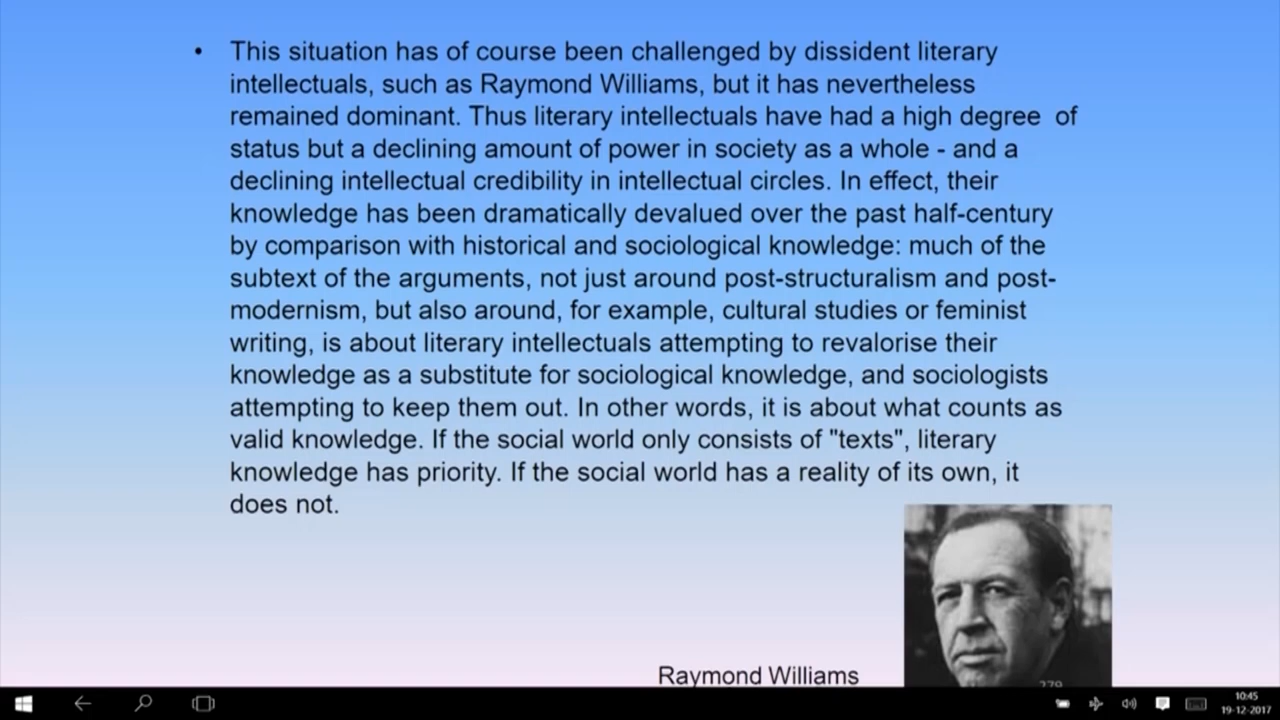 • This situation has of course been challenged by dissident literary
intellectuals, such as Raymond Williams, but it has nevertheless
remained dominant. Thus literary intellectuals have had a high degree  of
status but a declining amount of power in society as a whole - and a
declining intellectual credibility in intellectual circles. In effect, their
knowledge has been dramatically devalued over the past half-century
by comparison with historical and sociological knowledge: much of the
subtext of the arguments, not just around post-structuralism and post-
modernism, but also around, for example, cultural studies or feminist
writing, is about literary intellectuals attempting to revalorise their
knowledge as a substitute for sociological knowledge, and sociologists
attempting to keep them out. In other words, it is about what counts as
valid knowledge. If the social world only consists of "texts", literary
knowledge has priority. If the social world has a reality of its own, it
does not.
Raymond Williams
279
10:45
19-12-2017